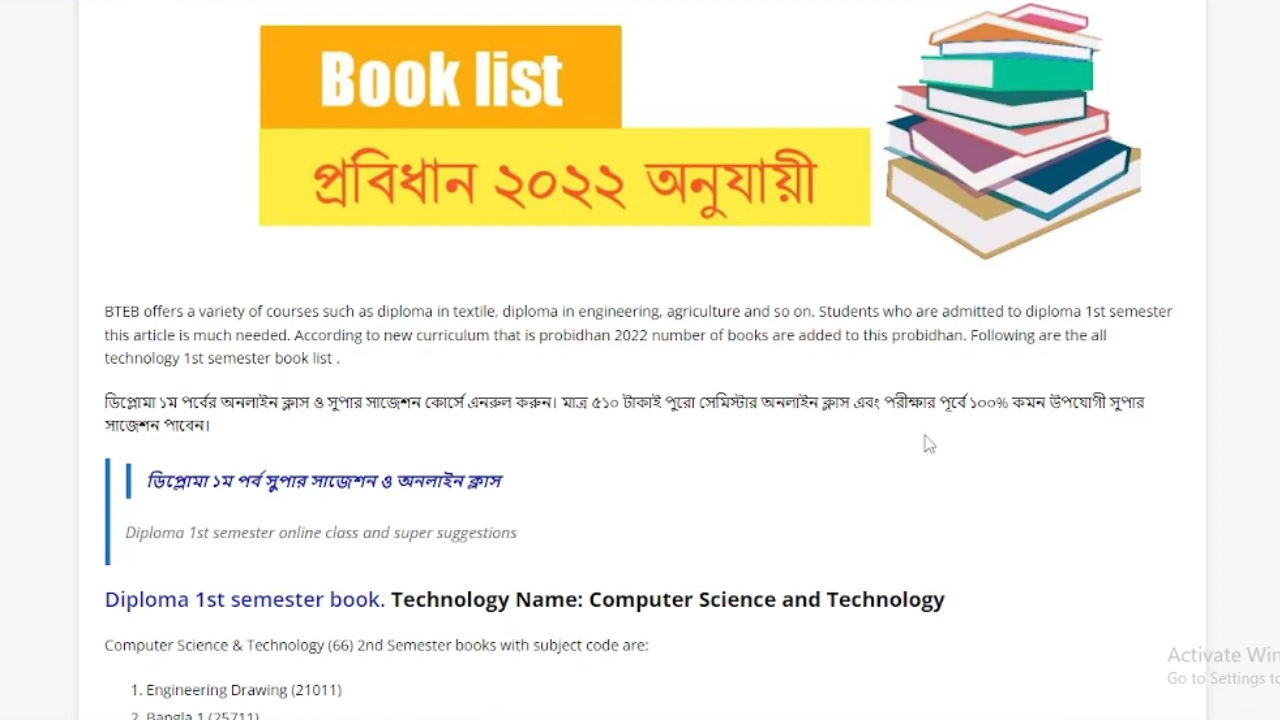 Book list
প্রবিধান ২০২২ অনুযায়ী
BTEB offers a variety of courses such as diploma in textile, diploma in engineering, agriculture and so on. Students who are admitted to diploma 1st semester
this article is much needed. According to new curriculum that is probidhan 2022 number of books are added to this probidhan. Following are the all
technology 1st semester book list .
ডিপ্লোমা ১ম পর্বের অনলাইন ক্লাস ও সুপার সাজেশন কোর্সে এনরুল করুন। মাত্র ৫১০ টাকাই পুরো সেমিস্টার অনলাইন ক্লাস এবং পরীক্ষার পূর্বে ১০০% কমন উপযোগী সুপার
সাজেশন পাবেন।
ডিপ্লোমা ১ম পর্ব সুপার সাজেশন ও অনলাইন ক্লাস
Diploma 1st semester online class and super suggestions
Diploma 1st semester book. Technology Name: Computer Science and Technology
Computer Science & Technology (66) 2nd Semester books with subject code are:
1. Engineering Drawing (21011)
2. Bangla 1 (25711)
Activate Win
Go to Settings to